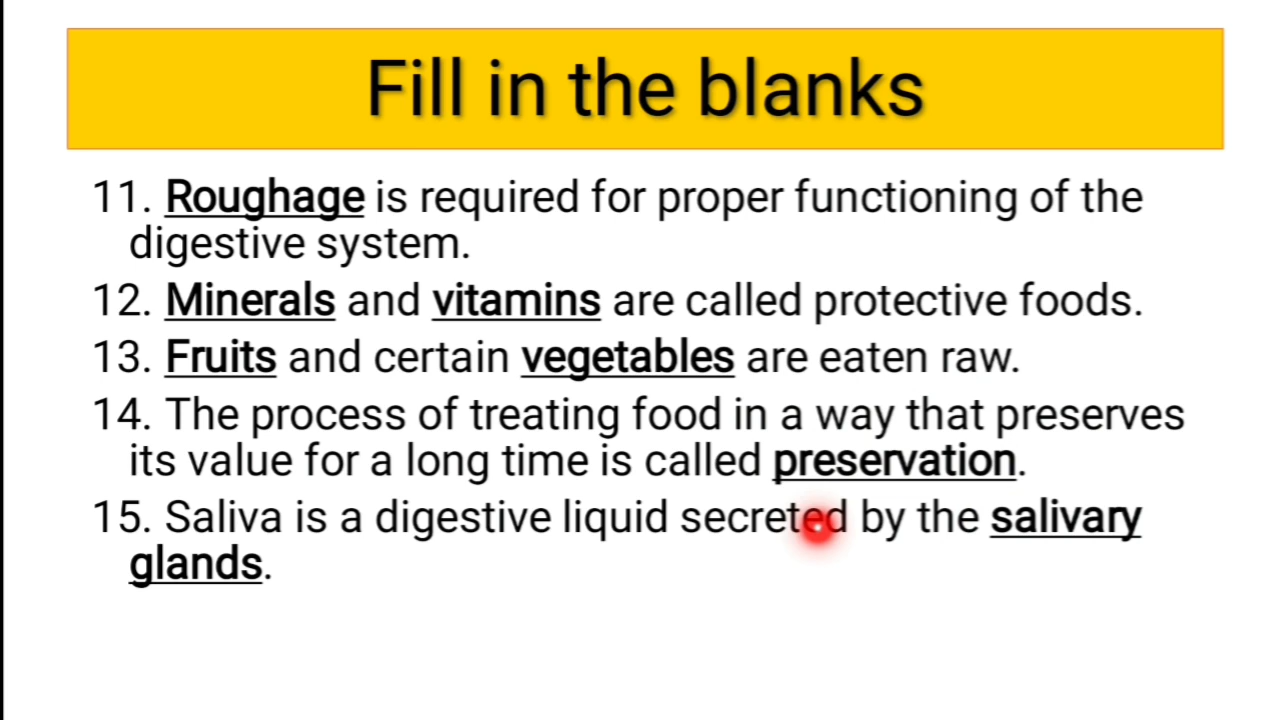 Fill in the blanks
11. Roughage is required for proper functioning of the
digestive system.
12. Minerals and vitamins are called protective foods.
13. Fruits and certain vegetables are eaten raw.
14. The process of treating food in a way that preserves
its value for a long time is called preservation.
15. Saliva is a digestive liquid secreted by the salivary
glands.